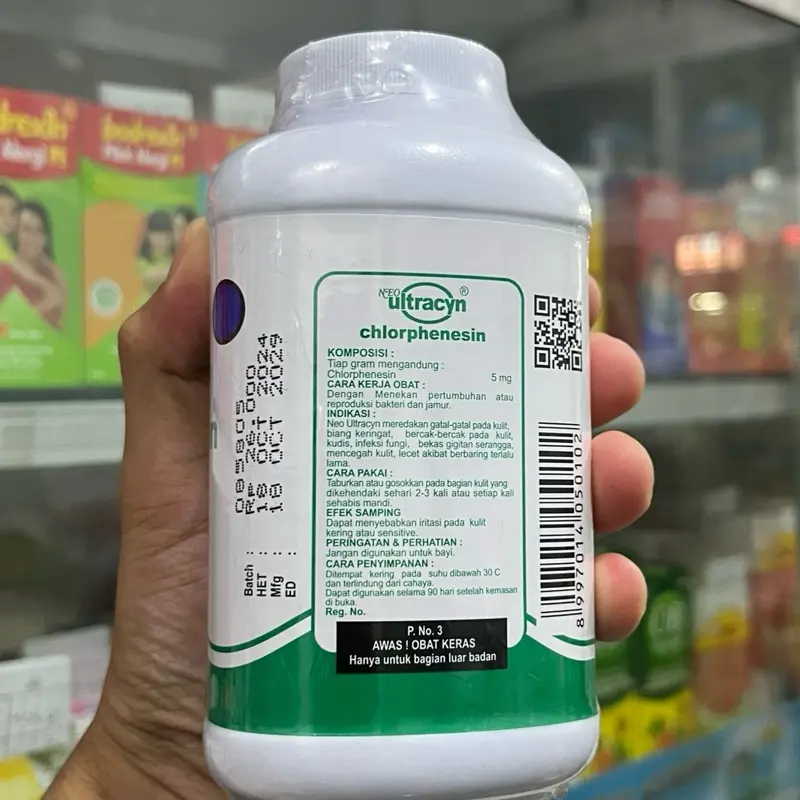 NEO ultracyn®
chlorphenesin
KOMPOSISI :
Tiap gram mengandung :
Chlorphenesin 5 mg
CARA KERJA OBAT :
Dengan Menekan pertumbuhan atau
reproduksi bakteri dan jamur.
INDIKASI :
Neo Ultracyn meredakan gatal-gatal pada kulit,
biang keringat, bercak-bercak pada kulit,
kudis, infeksi fungi, bekas gigitan serangga,
mencegah kulit, lecet akibat berbaring terlalu
lama.
CARA PAKAI :
Taburkan atau gosokkan pada bagian kulit yang
dikehendaki sehari 2-3 kali atau setiap kali
sehabis mandi.
EFEK SAMPING
Dapat menyebabkan iritasi pada kulit
kering atau sensitive.
PERINGATAN & PERHATIAN :
Jangan digunakan untuk bayi.
CARA PENYIMPANAN :
Ditempat kering pada suhu dibawah 30 C
dan terlindung dari cahaya.
Dapat digunakan selama 90 hari setelah kemasan
di buka.
Reg. No.
P. No. 3
AWAS ! OBAT KERAS
Hanya untuk bagian luar badan
Batch :
HET :
Mfg : OCT 2024
ED : OCT 2029
8 997014 050102